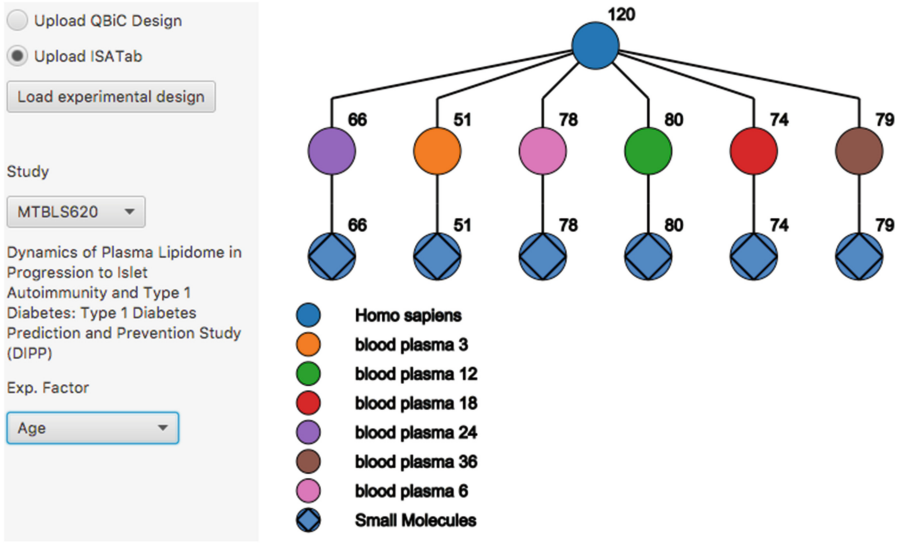 Upload QBiC Design
Upload ISATab
Load experimental design
Study
MTBLS620
Dynamics of Plasma Lipidome in
Progression to Islet
Autoimmunity and Type 1
Diabetes: Type 1 Diabetes
Prediction and Prevention Study
(DIPP)
Exp. Factor
Age
120
66 51 78 80 74 79
66 51 78 80 74 79
Homo sapiens
blood plasma 3
blood plasma 12
blood plasma 18
blood plasma 24
blood plasma 36
blood plasma 6
Small Molecules